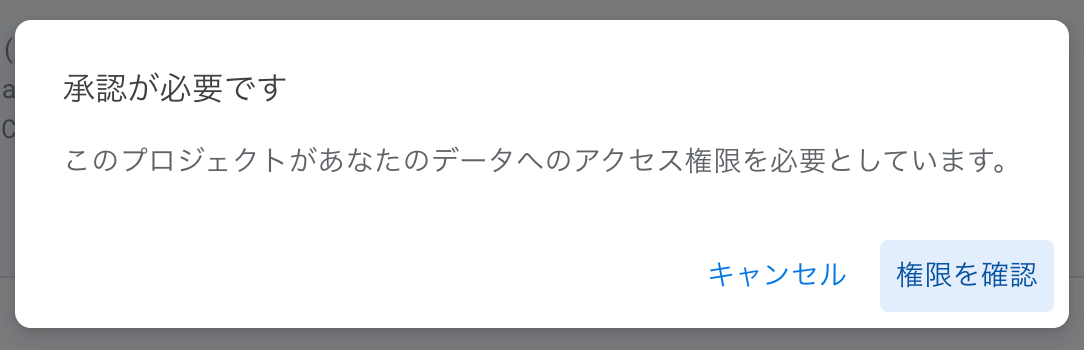 承認が必要です
このプロジェクトがあなたのデータへのアクセス権限を必要としています。
キャンセル
権限を確認